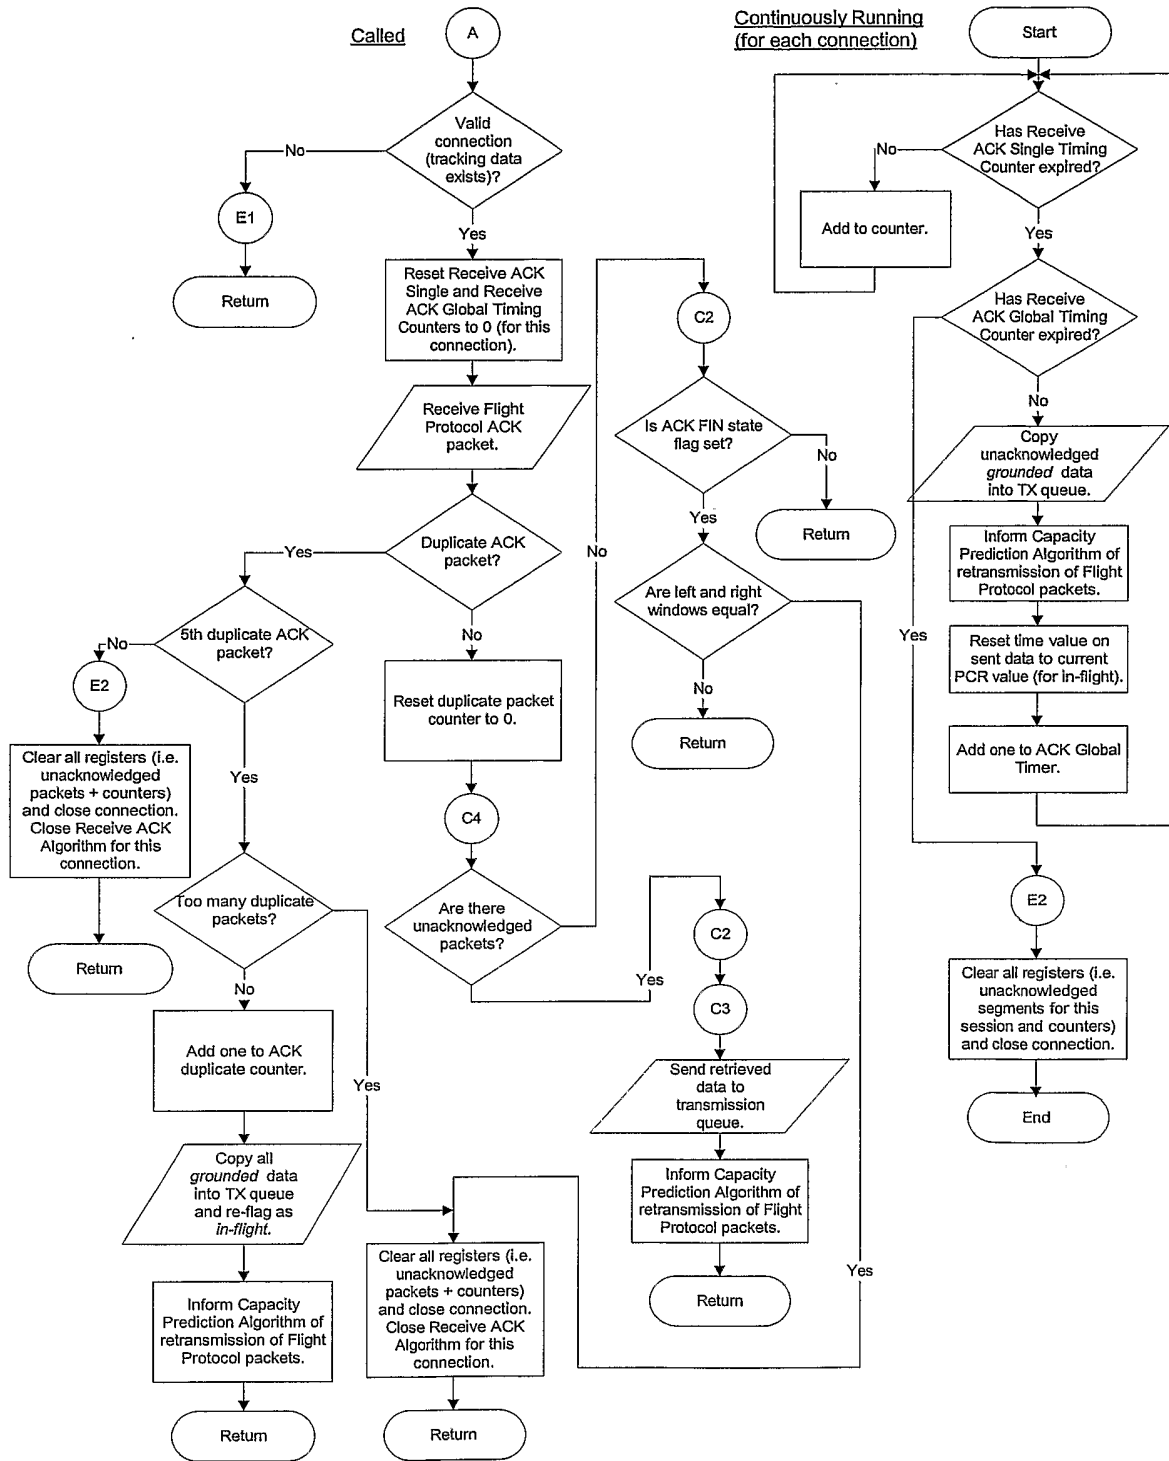 Called
A
Valid
connection
(tracking data
exists)?
No
E1
Return
Yes
Reset Receive ACK
Single and Receive
ACK Global Timing
Counters to 0 (for this
connection).
Receive Flight
Protocol ACK
packet.
Duplicate ACK
packet?
Yes
5th duplicate ACK
packet?
No
E2
Clear all registers (i.e.
unacknowledged
packets + counters)
and close connection.
Close Receive ACK
Algorithm for this
connection.
Return
Yes
Too many duplicate
packets?
No
Add one to ACK
duplicate counter.
Copy all
grounded data
into TX queue
and re-flag as
in-flight.
Inform Capacity
Prediction Algorithm of
retransmission of Flight
Protocol packets.
Return
Yes
No
Reset duplicate packet
counter to 0.
C4
Are there
unacknowledged
packets?
No
Yes
C2
Is ACK FIN state
flag set?
No
Return
Yes
Are left and right
windows equal?
No
Return
Yes
C2
C3
Send retrieved
data to
transmission
queue.
Inform Capacity
Prediction Algorithm of
retransmission of Flight
Protocol packets.
Return
Clear all registers (i.e.
unacknowledged
packets + counters)
and close connection.
Close Receive ACK
Algorithm for this
connection.
Return
Continuously Running
(for each connection)
Start
Has Receive
ACK Single Timing
Counter expired?
No
Add to counter.
Yes
Has Receive
ACK Global Timing
Counter expired?
No
Copy
unacknowledged
grounded data
into TX queue.
Inform Capacity
Prediction Algorithm of
retransmission of Flight
Protocol packets.
Reset time value on
sent data to current
PCR value (for in-flight).
Add one to ACK Global
Timer.
Yes
E2
Clear all registers (i.e.
unacknowledged
segments for this
session and counters)
and close connection.
End